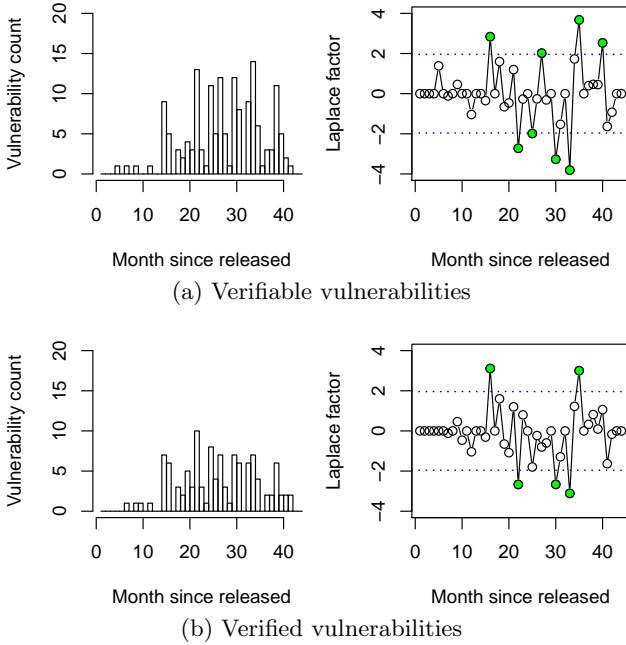 Vulnerability count
20
15
10
5
0
0 10 20 30 40
Month since released
Laplace factor
4
2
0
-2
-4
0 10 20 30 40
Month since released
(a) Verifiable vulnerabilities
Vulnerability count
20
15
10
5
0
0 10 20 30 40
Month since released
Laplace factor
4
2
0
-2
-4
0 10 20 30 40
Month since released
(b) Verified vulnerabilities